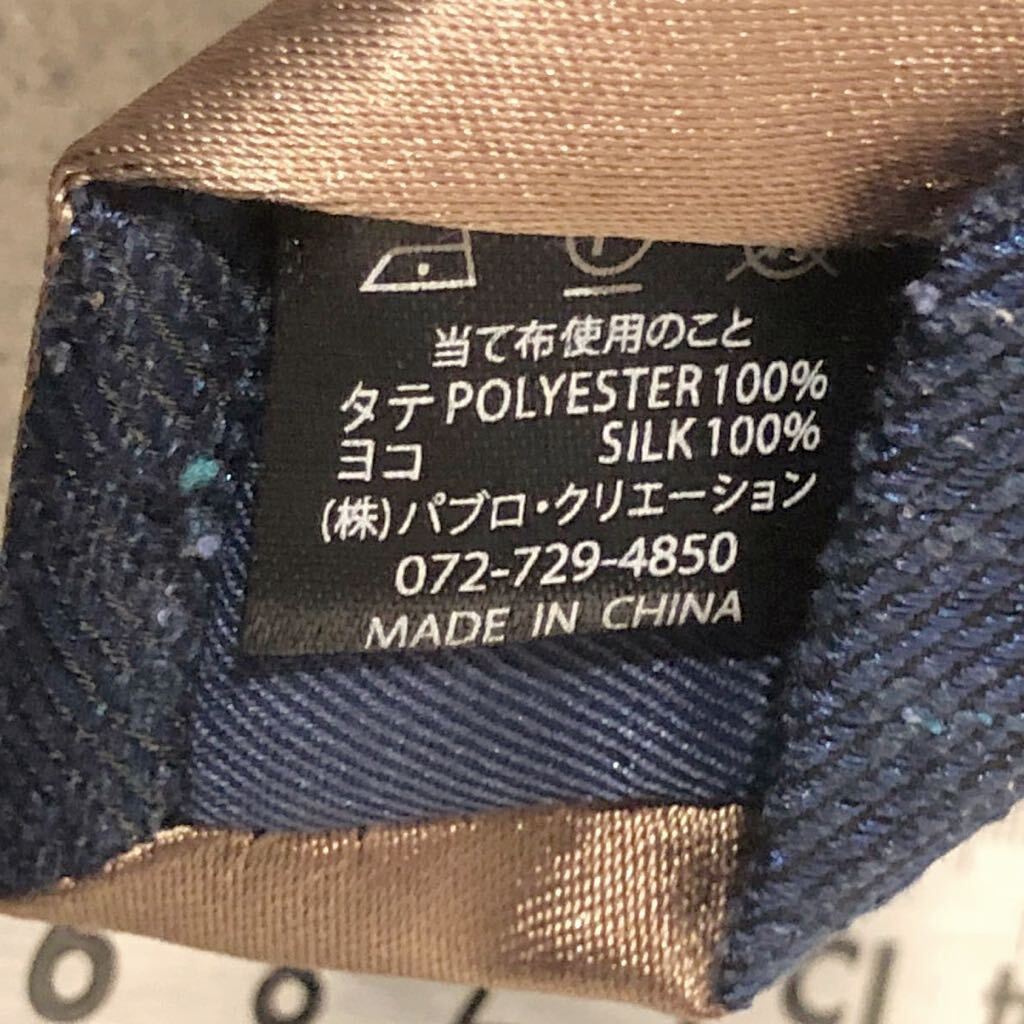 当て布使用のこと
タテ POLYESTER 100%
ヨコ SILK 100%
(株)パブロ・クリエーション
072-729-4850
MADE IN CHINA